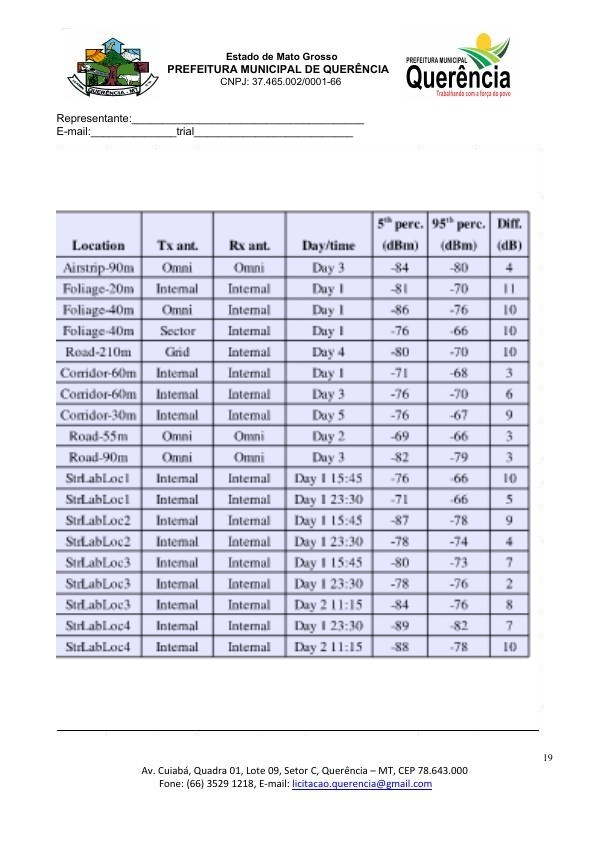 Estado de Mato Grosso
PREFEITURA MUNICIPAL DE QUERÊNCIA
CNPJ: 37.465.002/0001-66
QUERÊNCIA - MT
PREFEITURA MUNICIPAL
Querência
Trabalhando com a força do povo
Representante:______________________________________
E-mail:______________trial__________________________
Location Tx ant. Rx ant. Day/time 5th perc. (dBm) 95th perc. (dBm) Diff. (dB)
Airstrip-90m Omni Omni Day 3 -84 -80 4
Foliage-20m Internal Internal Day 1 -81 -70 11
Foliage-40m Omni Internal Day 1 -86 -76 10
Foliage-40m Sector Internal Day 1 -76 -66 10
Road-210m Grid Internal Day 4 -80 -70 10
Corridor-60m Internal Internal Day 1 -71 -68 3
Corridor-60m Internal Internal Day 3 -76 -70 6
Corridor-30m Internal Internal Day 5 -76 -67 9
Road-55m Omni Omni Day 2 -69 -66 3
Road-90m Omni Omni Day 3 -82 -79 3
StrLabLoc1 Internal Internal Day 1 15:45 -76 -66 10
StrLabLoc1 Internal Internal Day 1 23:30 -71 -66 5
StrLabLoc2 Internal Internal Day 1 15:45 -87 -78 9
StrLabLoc2 Internal Internal Day 1 23:30 -78 -74 4
StrLabLoc3 Internal Internal Day 1 15:45 -80 -73 7
StrLabLoc3 Internal Internal Day 1 23:30 -78 -76 2
StrLabLoc3 Internal Internal Day 2 11:15 -84 -76 8
StrLabLoc4 Internal Internal Day 1 23:30 -89 -82 7
StrLabLoc4 Internal Internal Day 2 11:15 -88 -78 10
19
Av. Cuiabá, Quadra 01, Lote 09, Setor C, Querência – MT, CEP 78.643.000
Fone: (66) 3529 1218, E-mail: licitacao.querencia@gmail.com